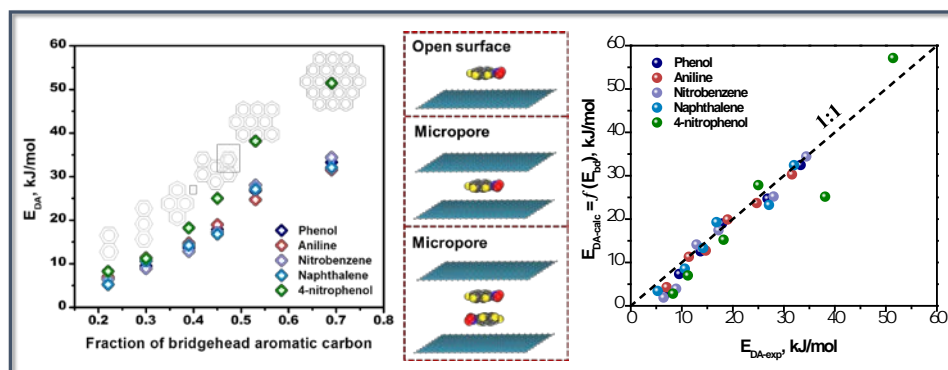 60
50
40
30
20
10
0
E_DA, kJ/mol
0.2 0.3 0.4 0.5 0.6 0.7 0.8
Fraction of bridgehead aromatic carbon
Phenol
Aniline
Nitrobenzene
Naphthalene
4-nitrophenol
Open surface
Micropore
Micropore
60
50
40
30
20
10
0
E_DA-calc = f (E_bd), kJ/mol
Phenol
Aniline
Nitrobenzene
Naphthalene
4-nitrophenol
1:1
0 10 20 30 40 50 60
E_DA-exp, kJ/mol